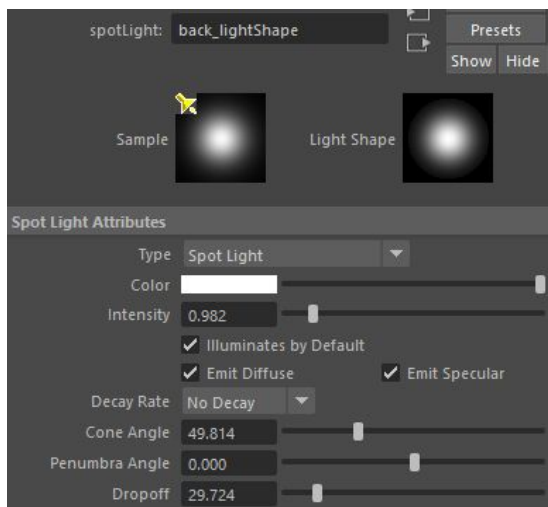 spotLight: back_lightShape
Presets
Show Hide
Sample Light Shape
Spot Light Attributes
Type Spot Light
Color
Intensity 0.982
Illuminates by Default
Emit Diffuse Emit Specular
Decay Rate No Decay
Cone Angle 49.814
Penumbra Angle 0.000
Dropoff 29.724